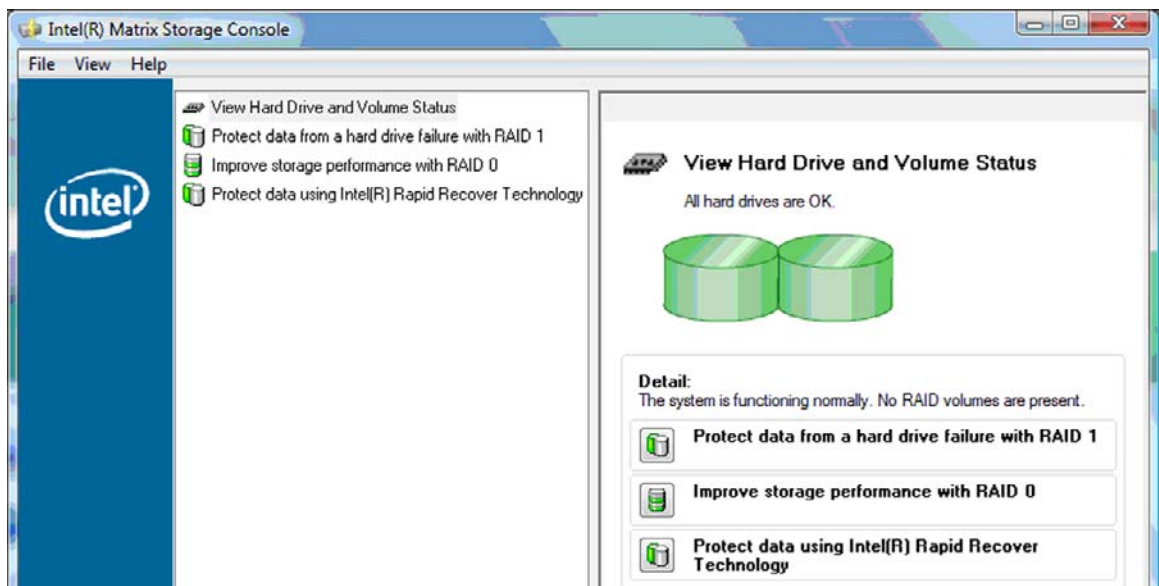 Intel(R) Matrix Storage Console
File View Help
intel
View Hard Drive and Volume Status
Protect data from a hard drive failure with RAID 1
Improve storage performance with RAID 0
Protect data using Intel(R) Rapid Recover Technology
View Hard Drive and Volume Status
All hard drives are OK.
Detail:
The system is functioning normally. No RAID volumes are present.
Protect data from a hard drive failure with RAID 1
Improve storage performance with RAID 0
Protect data using Intel(R) Rapid Recover
Technology